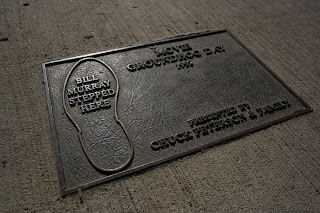 BILL
MURRAY
STEPPED
HERE
MOVIE
GROUNDHOG DAY
1992
PRESENTED BY
CHUCK PETERSON & FAMILY